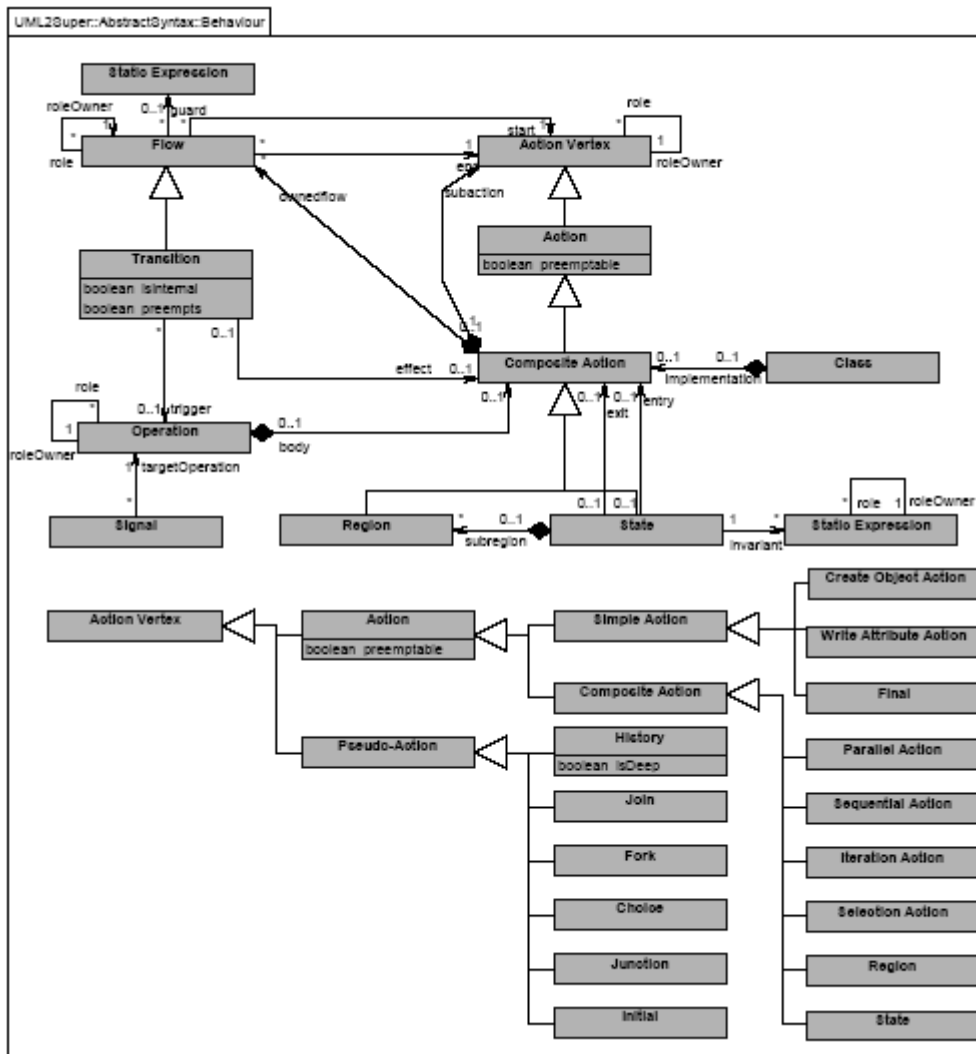 UML2Super::AbstractSyntax::Behaviour
Static Expression
roleOwner
0..1
guard
role
*
1
*
*
start
1
*
1
*
Flow
*
1
Action Vertex
role
*
end
roleOwner
ownedflow
subaction
Action
boolean preemptable
Transition
boolean isInternal
boolean preempts
*
0..1
1
0..1
effect
0..1
Composite Action
0..1
0..1
Class
implementation
role
0..1
0..1
0..1
entry
*
0..1
trigger
exit
1
Operation
0..1
roleOwner
body
1
targetOperation
*
0..1
0..1
*
role
1
roleOwner
Signal
Region
*
0..1
State
1
*
Static Expression
subregion
invariant
Create Object Action
Action Vertex
Action
boolean preemptable
Simple Action
Write Attribute Action
Composite Action
Final
Pseudo-Action
History
boolean isDeep
Parallel Action
Join
Sequential Action
Fork
Iteration Action
Choice
Selection Action
Junction
Region
Initial
State